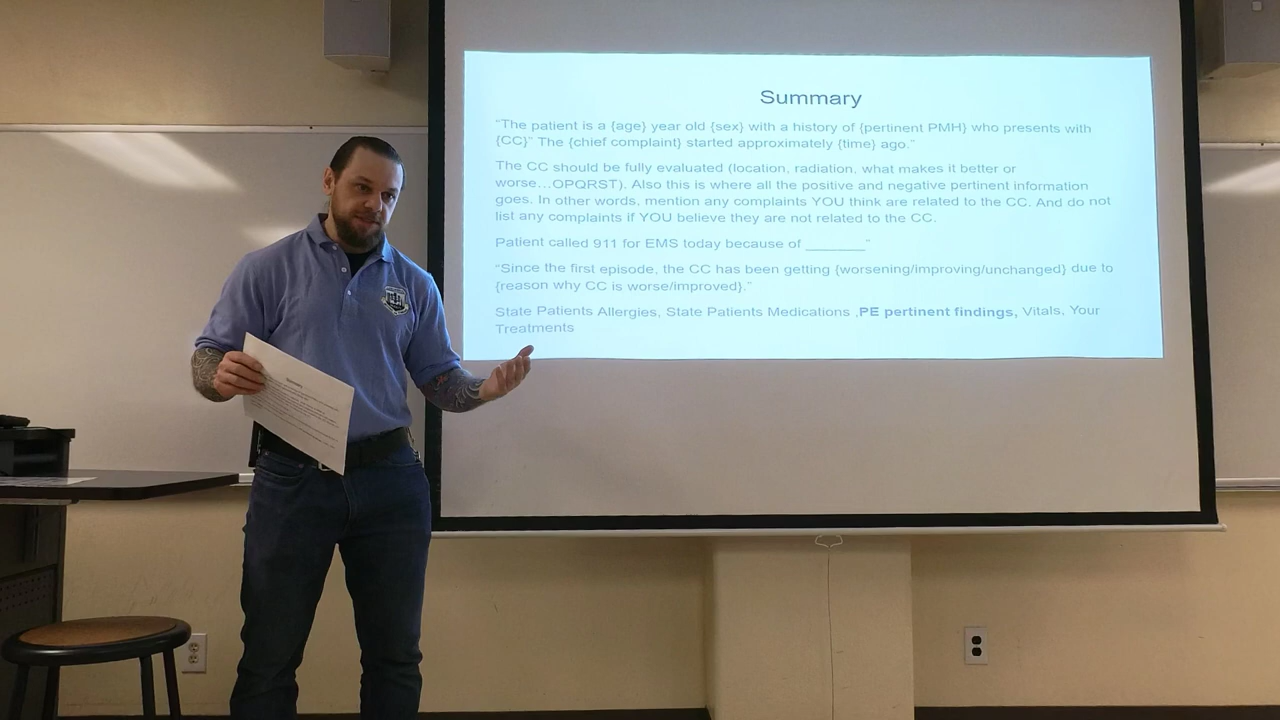 Summary
“The patient is a {age} year old {sex} with a history of {pertinent PMH} who presents with
{CC}” The {chief complaint} started approximately {time} ago.”
The CC should be fully evaluated (location, radiation, what makes it better or
worse…OPQRST). Also this is where all the positive and negative pertinent information
goes. In other words, mention any complaints YOU think are related to the CC. And do not
list any complaints if YOU believe they are not related to the CC.
Patient called 911 for EMS today because of _______”
“Since the first episode, the CC has been getting {worsening/improving/unchanged} due to
{reason why CC is worse/improved}.”
State Patients Allergies, State Patients Medications ,PE pertinent findings, Vitals, Your
Treatments